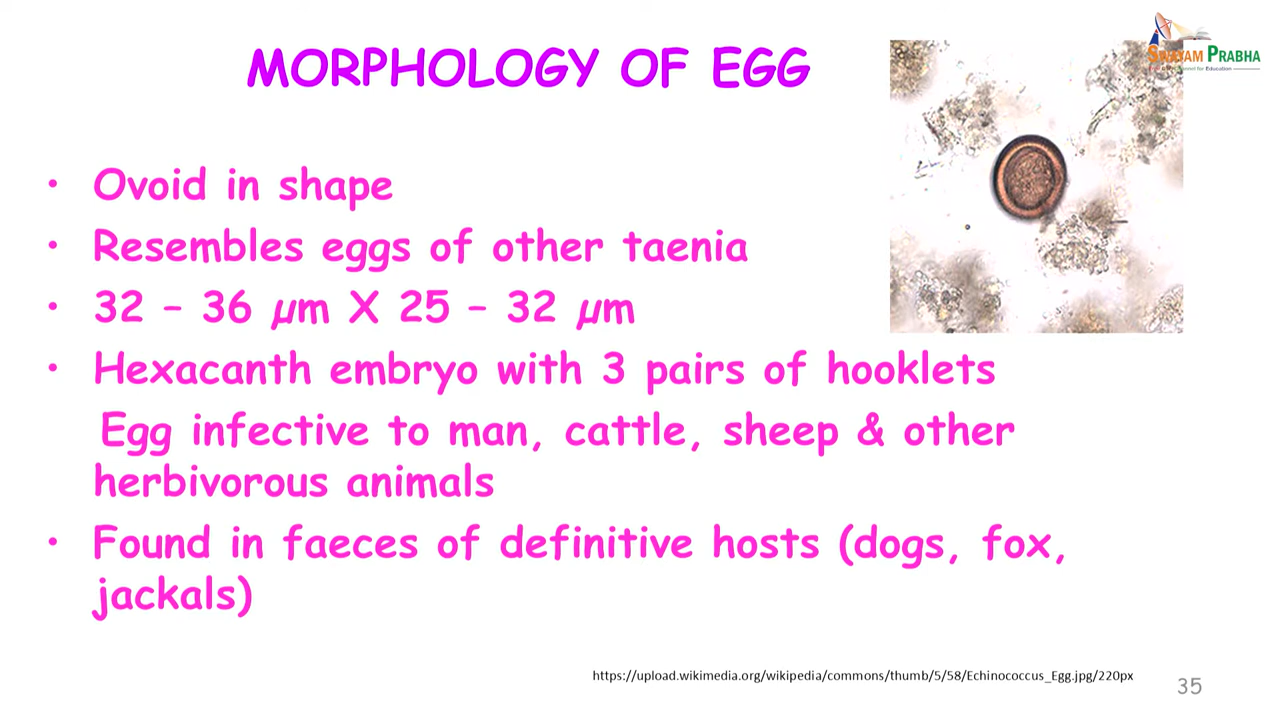 MORPHOLOGY OF EGG
SWAYAM PRABHA
• Ovoid in shape
• Resembles eggs of other taenia
• 32 – 36 µm X 25 – 32 µm
• Hexacanth embryo with 3 pairs of hooklets
Egg infective to man, cattle, sheep & other
herbivorous animals
• Found in faeces of definitive hosts (dogs, fox,
jackals)
https://upload.wikimedia.org/wikipedia/commons/thumb/5/58/Echinococcus_Egg.jpg/220px
35